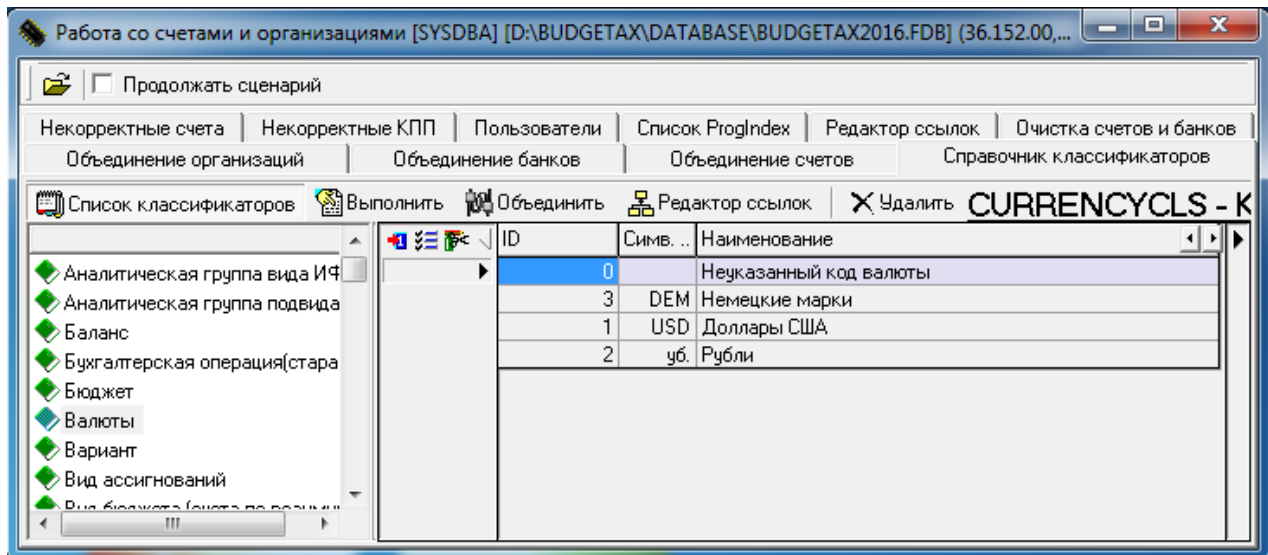 Работа со счетами и организациями [SYSDBA] [D:\BUDGETAX\DATABASE\BUDGETAX2016.FDB] (36.152.00,...
Продолжать сценарий
Некорректные счета Некорректные КПП Пользователи Список ProgIndex Редактор ссылок Очистка счетов и банков
Объединение организаций Объединение банков Объединение счетов Справочник классификаторов
Список классификаторов Выполнить Объединить Редактор ссылок Удалить CURRENCYCLS - К
ID Симв. .. Наименование
0 Неуказанный код валюты
3 DEM Немецкие марки
1 USD Доллары США
2 уб. Рубли
Аналитическая группа вида ИФ
Аналитическая группа подвида
Баланс
Бухгалтерская операция(стара
Бюджет
Валюты
Вариант
Вид ассигнований